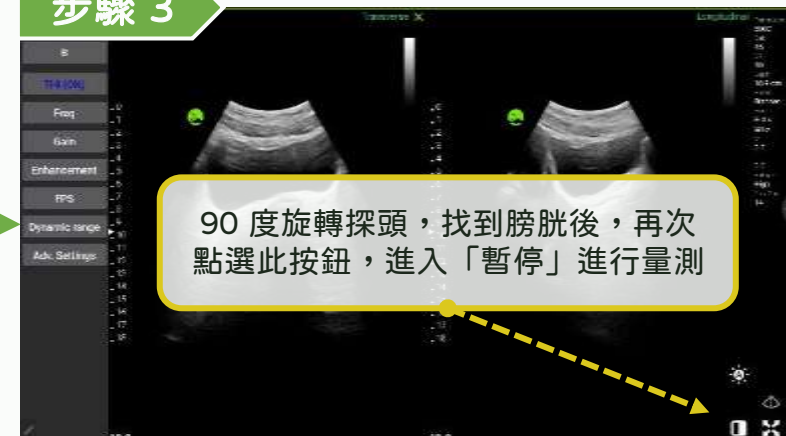 步驟 3
Transverse
Longitudinal
B
THI (ON)
Freq
Gain
Enhancement
FPS
Dynamic range
Adv. Settings
90 度旋轉探頭，找到膀胱後，再次
點選此按鈕，進入「暫停」進行量測